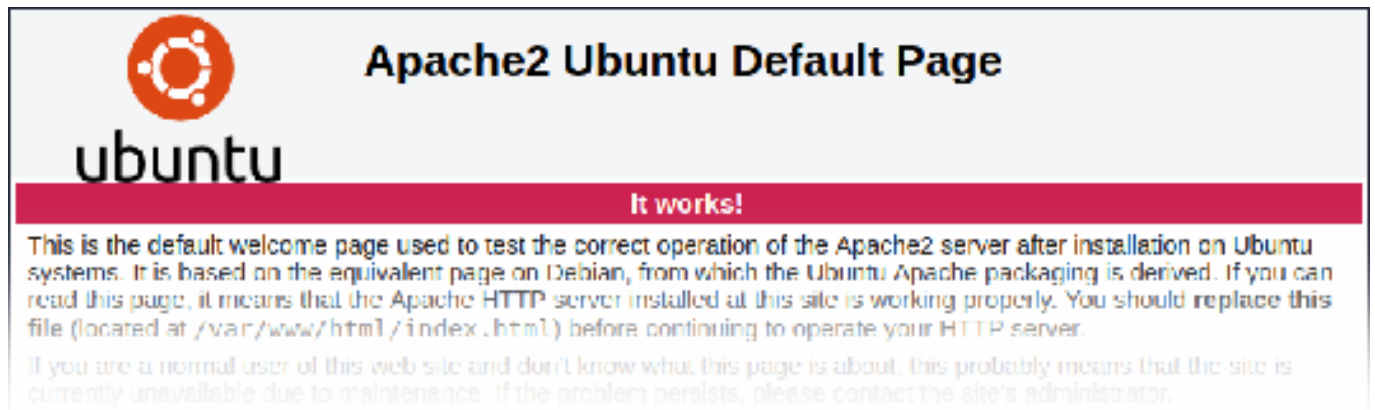 Apache2 Ubuntu Default Page
ubuntu
It works!
This is the default welcome page used to test the correct operation of the Apache2 server after installation on Ubuntu
systems. It is based on the equivalent page on Debian, from which the Ubuntu Apache packaging is derived. If you can
read this page, it means that the Apache HTTP server installed at this site is working properly. You should replace this
file (located at /var/www/html/index.html) before continuing to operate your HTTP server.
If you are a normal user of this web site and don't know what this page is about, this probably means that the site is
currently unavailable due to maintenance. If the problem persists, please contact the site's administrator.